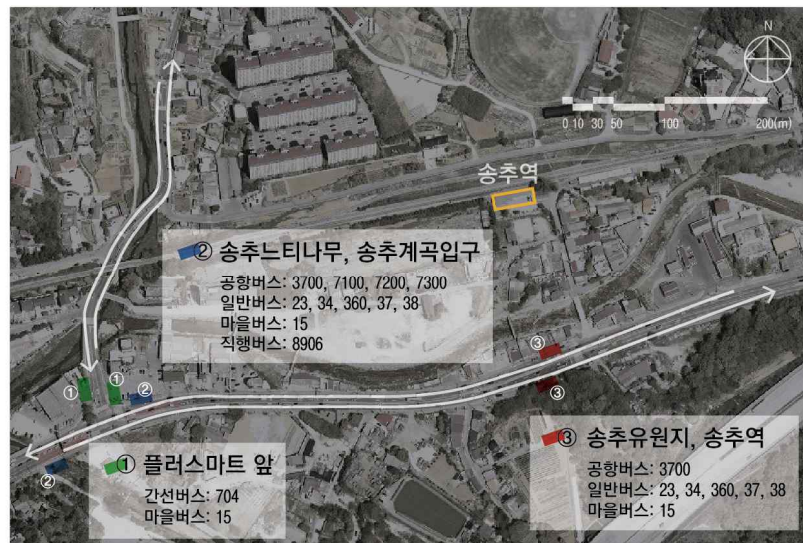 N
0 10 30 50 100 200(m)
송추역
② 송추느티나무, 송추계곡입구
공항버스: 3700, 7100, 7200, 7300
일반버스: 23, 34, 360, 37, 38
마을버스: 15
직행버스: 8906
③
① ① ②
③
② 
① 플러스마트 앞
간선버스: 704
마을버스: 15
③ 송추유원지, 송추역
공항버스: 3700
일반버스: 23, 34, 360, 37, 38
마을버스: 15